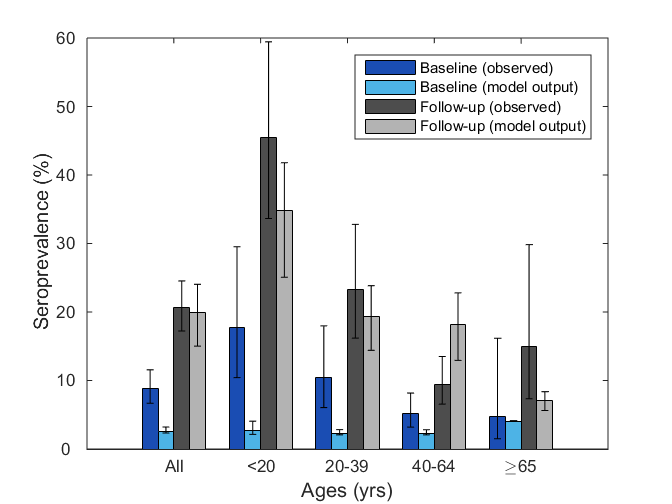 60
50
40
30
20
10
0
Seroprevalence (%)
Baseline (observed)
Baseline (model output)
Follow-up (observed)
Follow-up (model output)
All
<20
20-39
40-64
≥65
Ages (yrs)